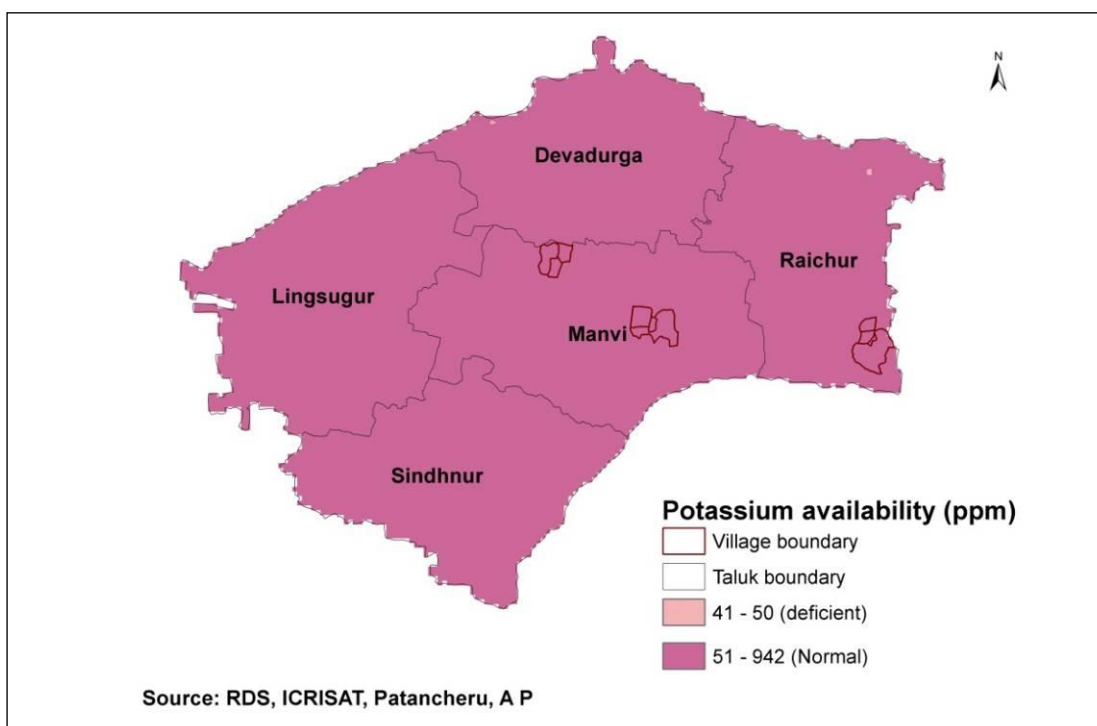 N
Devadurga
Raichur
Lingsugur
Manvi
Sindhnur
Potassium availability (ppm)
Village boundary
Taluk boundary
41 - 50 (deficient)
51 - 942 (Normal)
Source: RDS, ICRISAT, Patancheru, A P